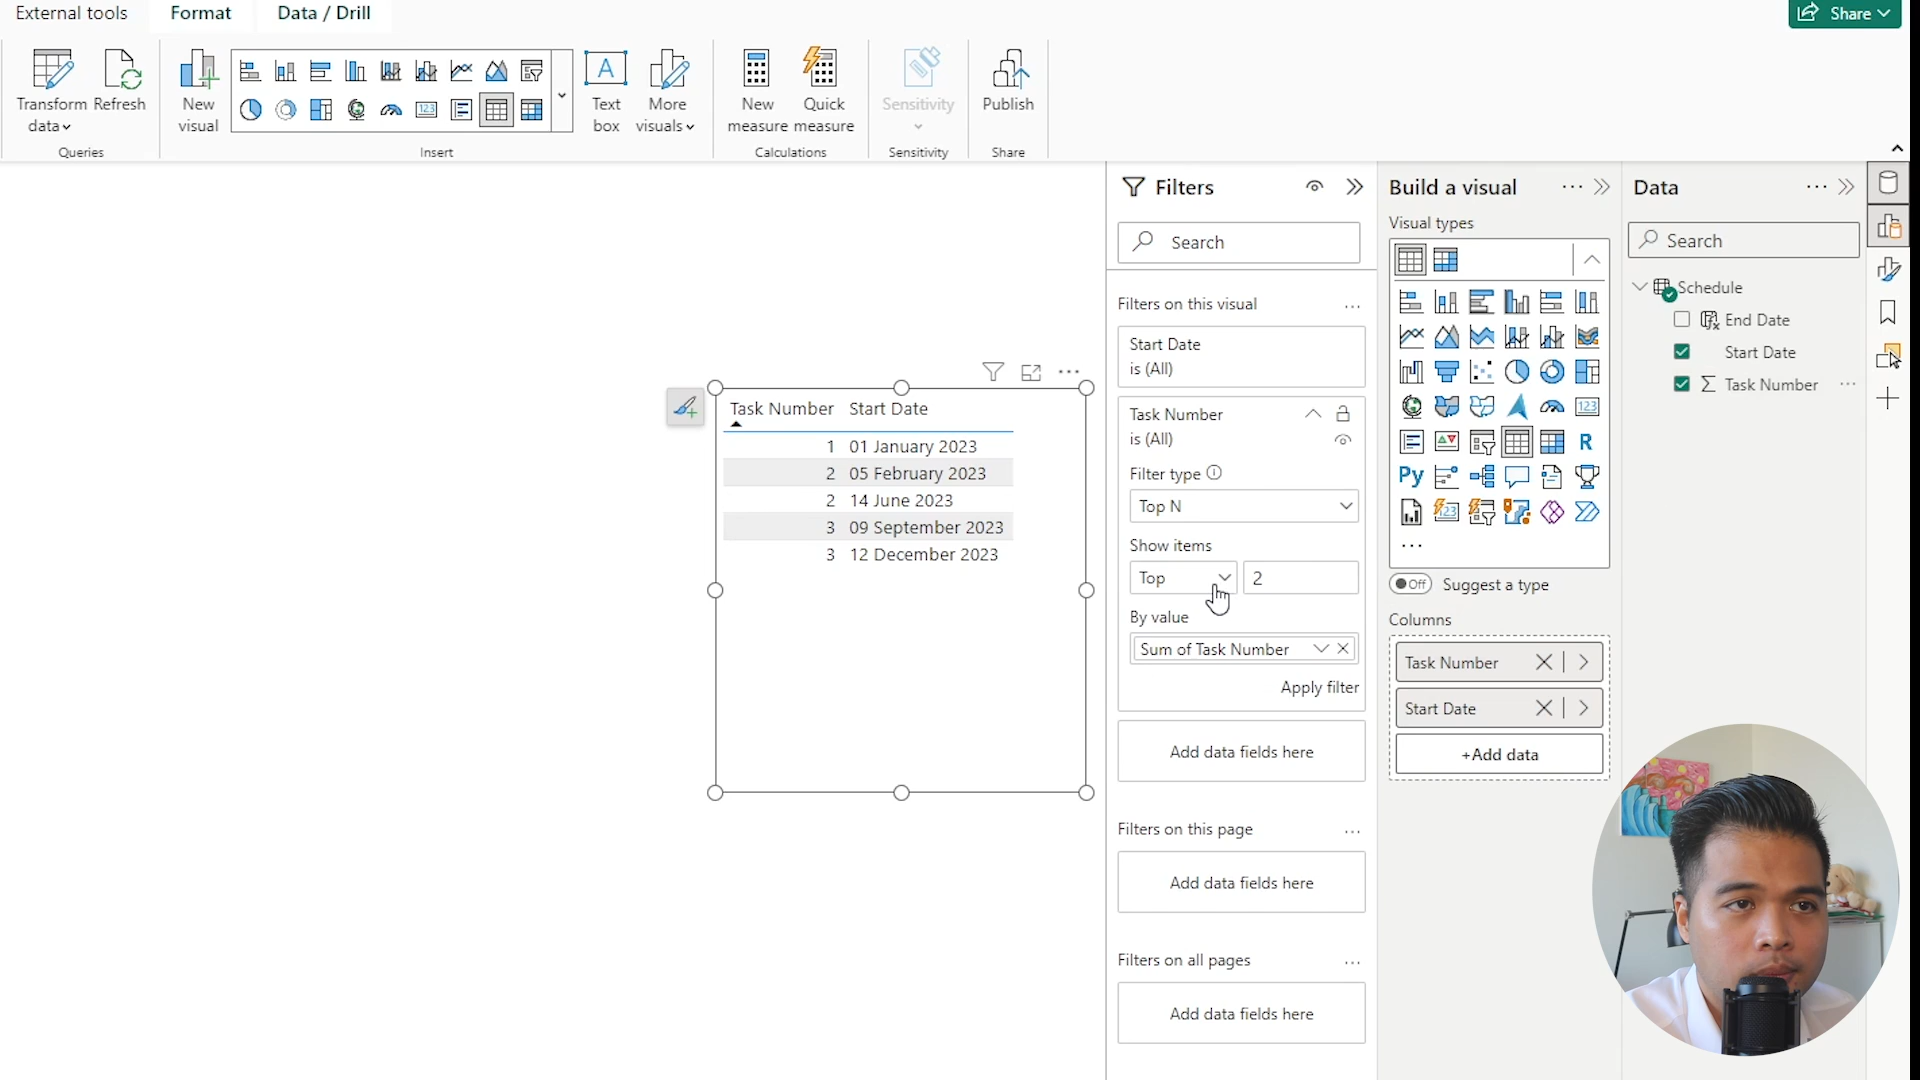 External tools
Format
Data / Drill
Share
Transform
data
Refresh
New
visual
Text
box
More
visuals
New
measure
Quick
measure
Sensitivity
Publish
Queries
Insert
Calculations
Sensitivity
Share
Filters
Search
Filters on this visual
Start Date
is (All)
Task Number
is (All)
Filter type
Top N
Show items
Top
2
By value
Sum of Task Number
Apply filter
Add data fields here
Filters on this page
Add data fields here
Filters on all pages
Add data fields here
Task Number Start Date
1 01 January 2023
2 05 February 2023
2 14 June 2023
3 09 September 2023
3 12 December 2023
Build a visual
Visual types
123
R
Py
123
Off Suggest a type
Columns
Task Number
Start Date
+Add data
Data
Search
Schedule
End Date
Start Date
Task Number